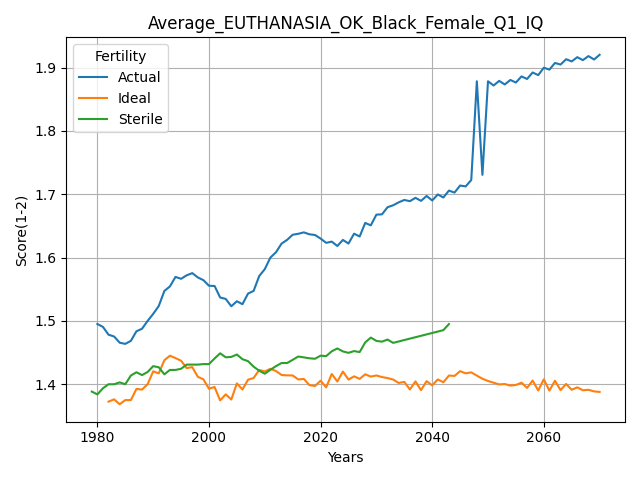 Average_EUTHANASIA_OK_Black_Female_Q1_IQ
Fertility
Actual
Ideal
Sterile
Score(1-2)
1.9
1.8
1.7
1.6
1.5
1.4
1980
2000
2020
2040
2060
Years